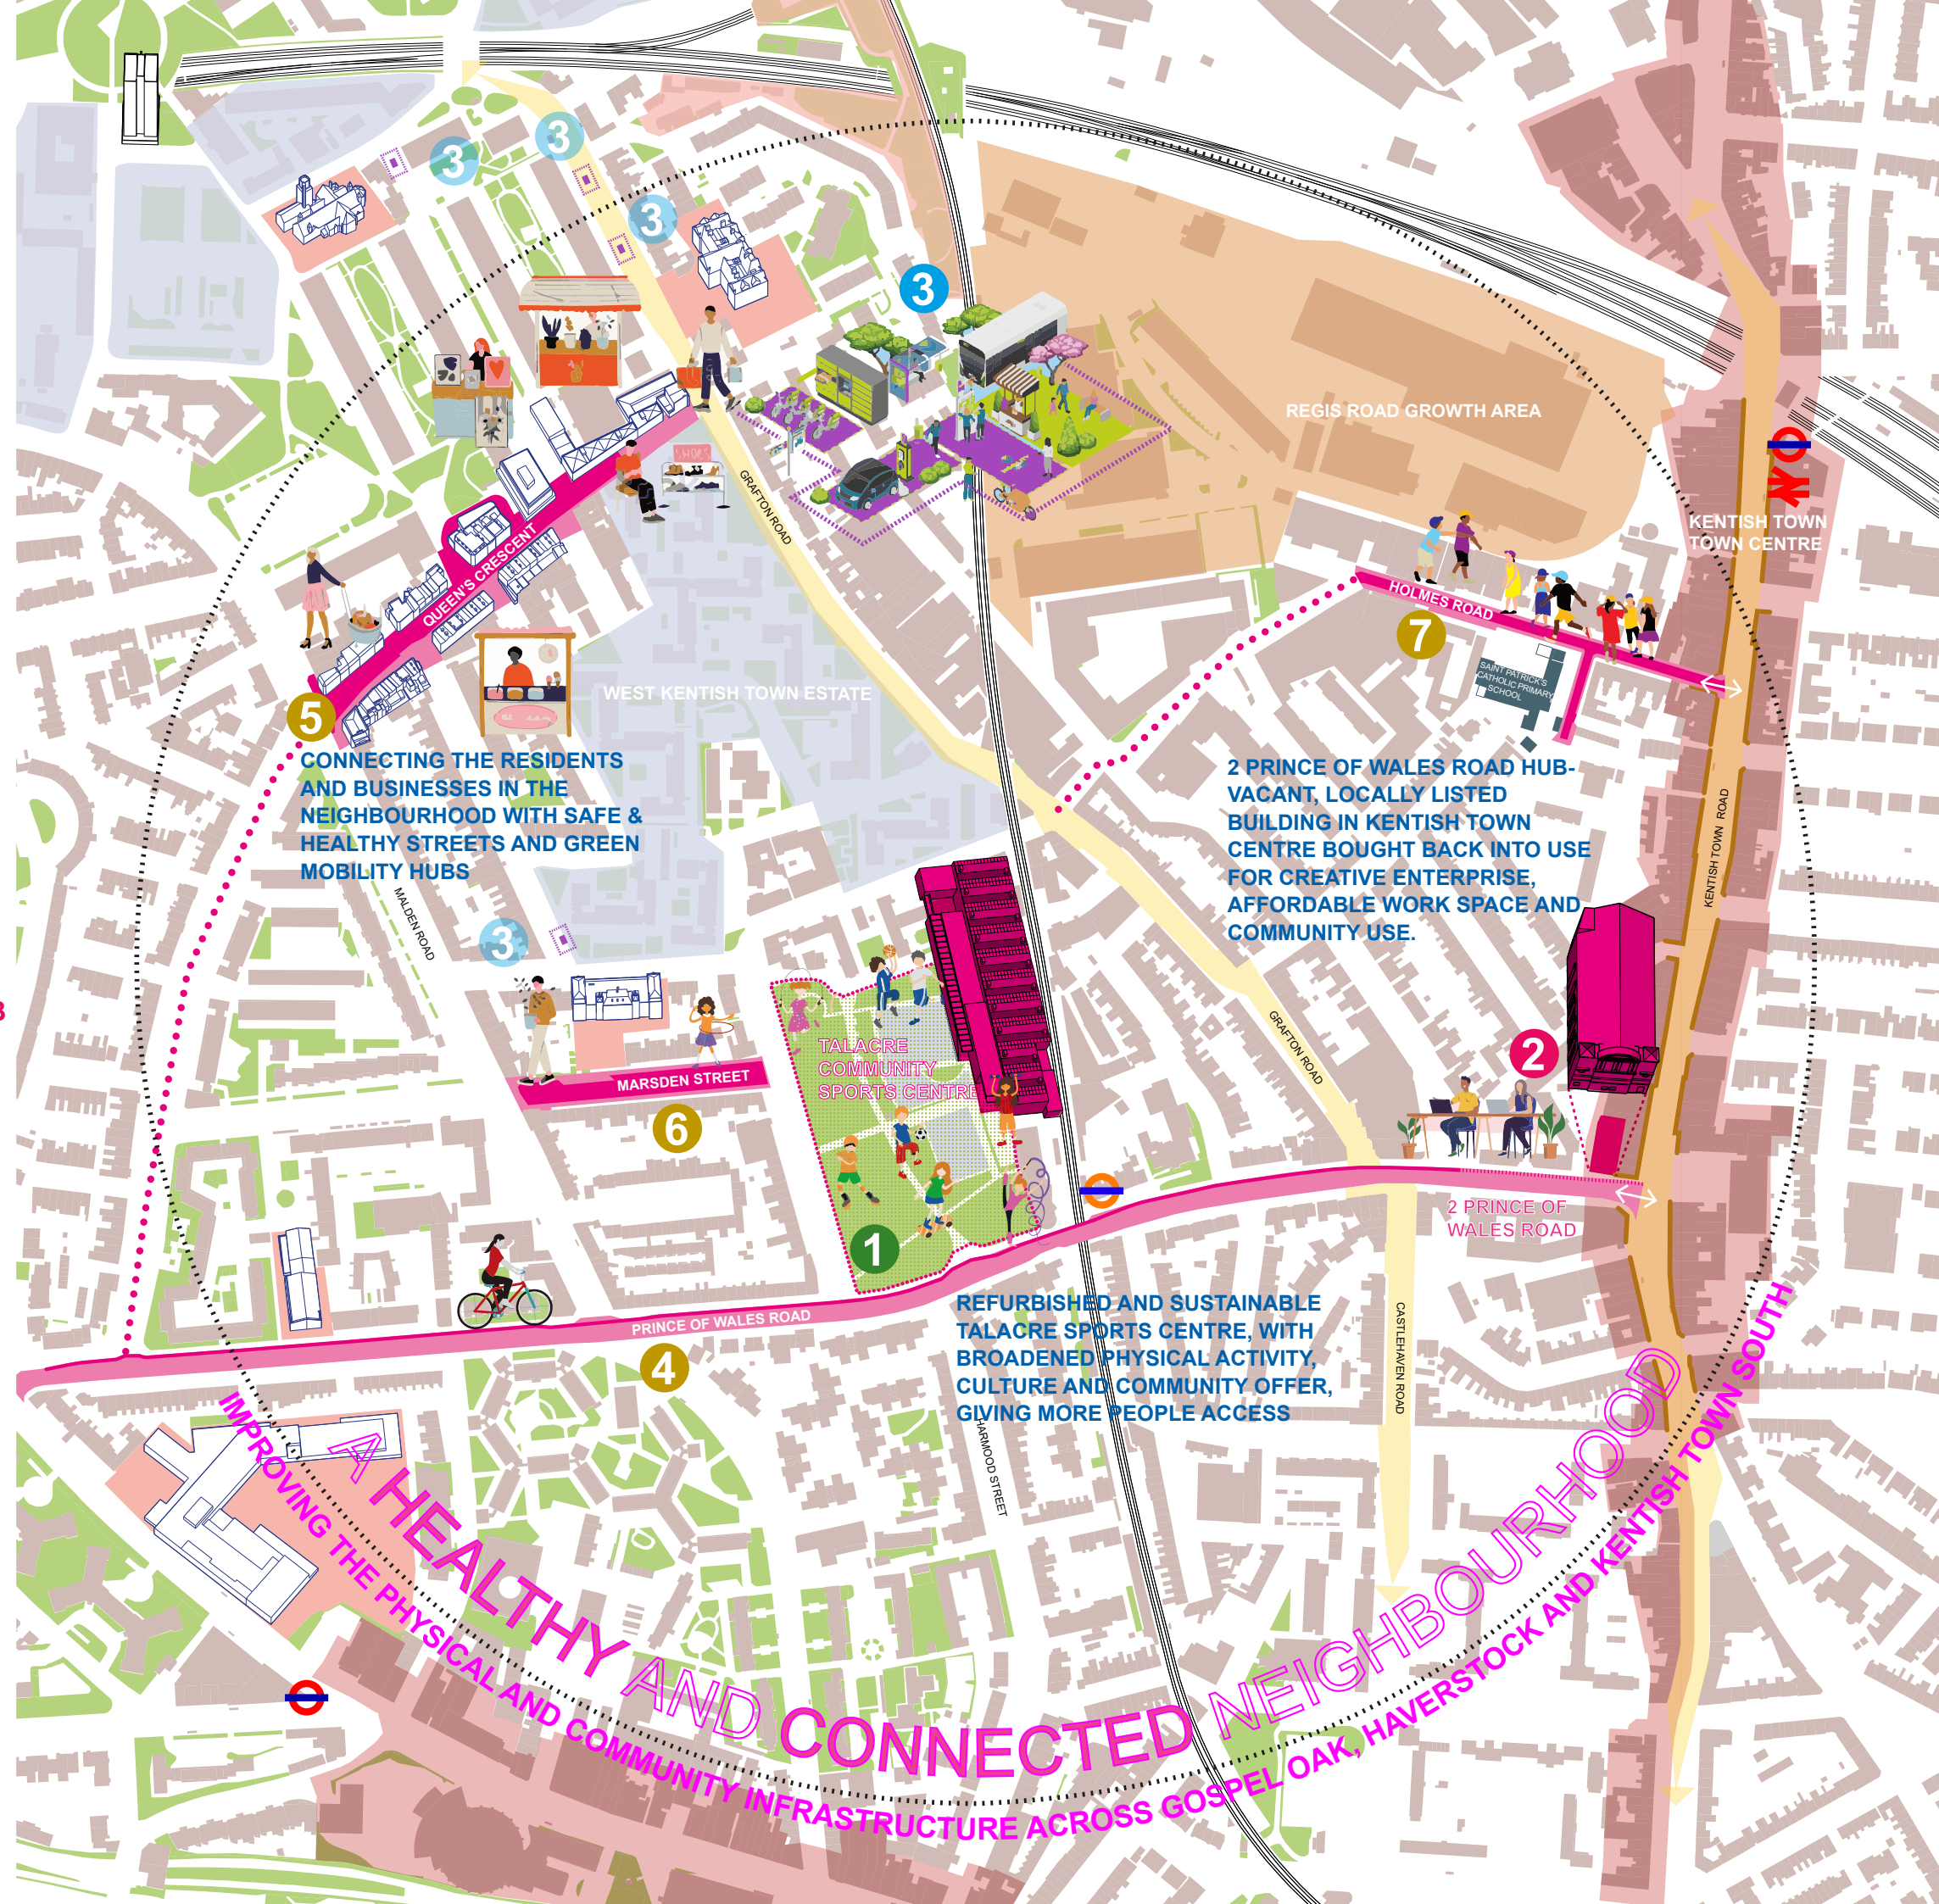 3
3
3
3
REGIS ROAD GROWTH AREA
SHOES
GRAFTON ROAD
KENTISH TOWN
TOWN CENTRE
QUEEN'S CRESCENT
HOLMES ROAD
7
SAINT PATRICK'S
CATHOLIC PRIMARY
SCHOOL
WEST KENTISH TOWN ESTATE
5
CONNECTING THE RESIDENTS
AND BUSINESSES IN THE
NEIGHBOURHOOD WITH SAFE &
HEALTHY STREETS AND GREEN
MOBILITY HUBS
2 PRINCE OF WALES ROAD HUB-
VACANT, LOCALLY LISTED
BUILDING IN KENTISH TOWN
CENTRE BOUGHT BACK INTO USE
FOR CREATIVE ENTERPRISE,
AFFORDABLE WORK SPACE AND
COMMUNITY USE.
KENTISH TOWN ROAD
MALDEN ROAD
3
3
TALACRE
COMMUNITY
SPORTS CENTRE
GRAFTON ROAD
2
MARSDEN STREET
6
2 PRINCE OF
WALES ROAD
1
PRINCE OF WALES ROAD
4
REFURBISHED AND SUSTAINABLE
TALACRE SPORTS CENTRE, WITH
BROADENED PHYSICAL ACTIVITY,
CULTURE AND COMMUNITY OFFER,
GIVING MORE PEOPLE ACCESS
CASTLEHAVEN ROAD
HARMOOD STREET
A HEALTHY AND CONNECTED NEIGHBOURHOOD
IMPROVING THE PHYSICAL AND COMMUNITY INFRASTRUCTURE ACROSS GOSPEL OAK, HAVERSTOCK AND KENTISH TOWN SOUTH